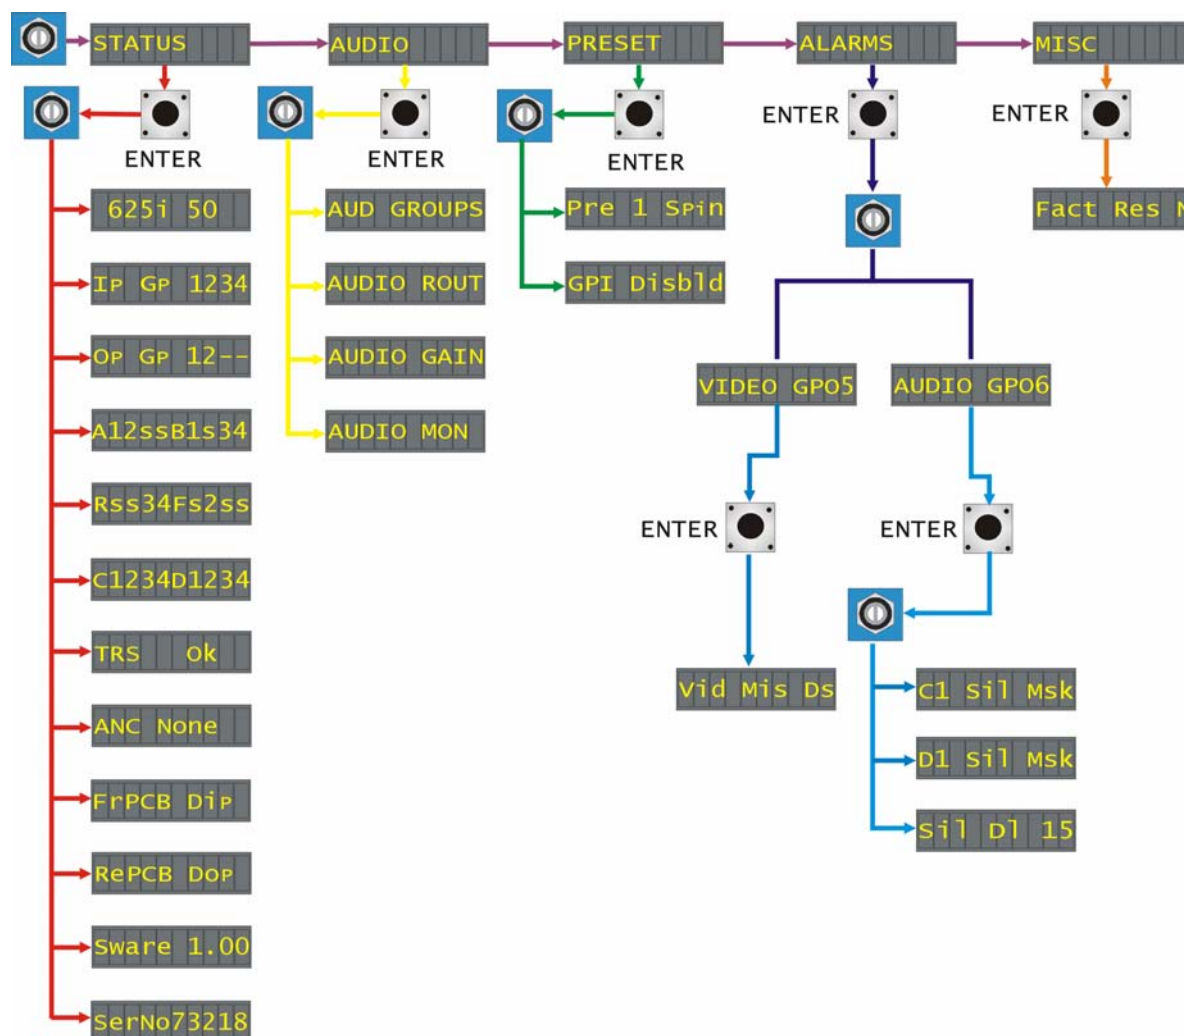 STATUS
AUDIO
PRESET
ALARMS
MISC
ENTER
ENTER
ENTER
ENTER
ENTER
625i 50
Ip Gp 1234
Op Gp 12--
A12ssB1s34
Rss34Fs2ss
C1234D1234
TRS Ok
ANC None
FrPCB Dip
RePCB Dop
Sware 1.00
SerNo73218
AUD GROUPS
AUDIO ROUT
AUDIO GAIN
AUDIO MON
Pre 1 Spin
GPI Disbld
VIDEO GPO5
AUDIO GPO6
ENTER
ENTER
Vid Mis Ds
C1 Sil Msk
D1 Sil Msk
Sil Dl 15
Fact Res N